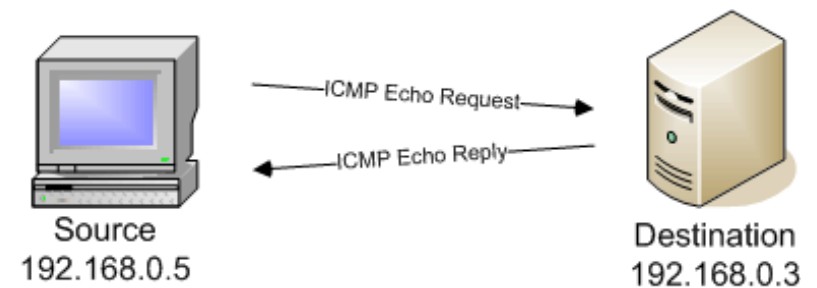 ICMP Echo Request
ICMP Echo Reply
Source
192.168.0.5
Destination
192.168.0.3